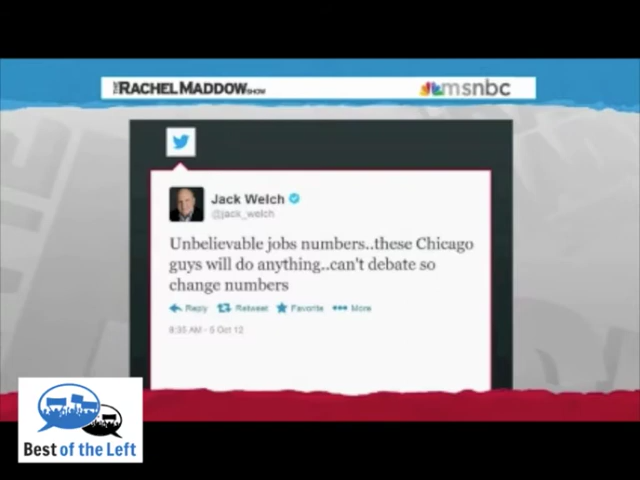 THE RACHEL MADDOW SHOW msnbc
Jack Welch
@jack_welch
Unbelievable jobs numbers..these Chicago
guys will do anything..can't debate so
change numbers
Reply Retweet Favorite More
8:35 AM - 5 Oct 12
Best of the Left